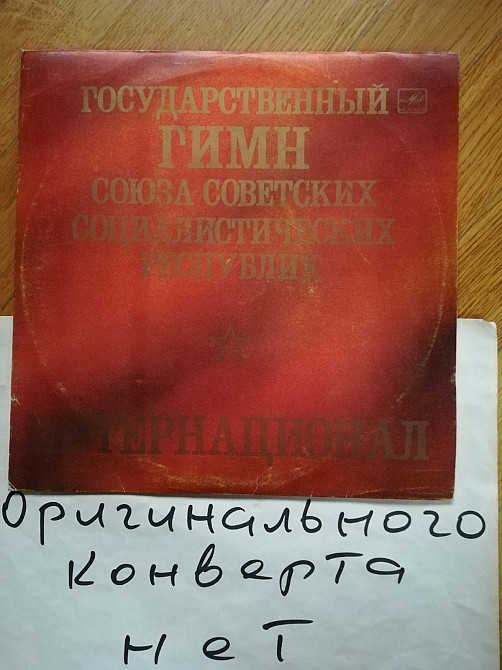 ГОСУДАРСТВЕННЫЙ
ГИМН
СОЮЗА СОВЕТСКИХ
СОЦИАЛИСТИЧЕСКИХ
РЕСПУБЛИК
ИНТЕРНАЦИОНАЛ
Оригинального
конверта
нет